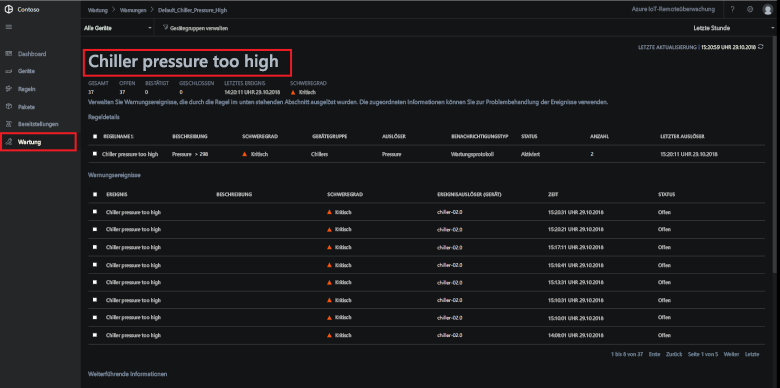 Contoso
Wartung > Warnungen > Default_Chiller_Pressure_High
Azure IoT-Remoteüberwachung
Alle Geräte
Gerätegruppen verwalten
Letzte Stunde
Dashboard
Geräte
Regeln
Pakete
Bereitstellungen
Wartung
LETZTE AKTUALISIERUNG | 15:20:59 UHR 29.10.2018
Chiller pressure too high
GESAMT OFFEN BESTÄTIGT GESCHLOSSEN LETZTES EREIGNIS SCHWEREGRAD
37 37 0 0 14:20:11 UHR 29.10.2018 Kritisch
Verwalten Sie Warnungsereignisse, die durch die Regel im unten stehenden Abschnitt ausgelöst wurden. Die zugeordneten Informationen können Sie zur Problembehandlung der Ereignisse verwenden.
Regeldetails
REGELNAME BESCHREIBUNG SCHWEREGRAD GERÄTEGRUPPE AUSLÖSER BENACHRICHTIGUNGSTYP STATUS ANZAHL LETZTER AUSLÖSER
Chiller pressure too high Pressure > 298 Kritisch Chillers Pressure Wartungsprotokoll Aktiviert 2 15:20:11 UHR 29.10.2018
Warnungsereignisse
EREIGNIS BESCHREIBUNG SCHWEREGRAD EREIGNISAUSLÖSER (GERÄT) ZEIT STATUS
Chiller pressure too high Kritisch chiller-02.0 15:20:31 UHR 29.10.2018 Offen
Chiller pressure too high Kritisch chiller-02.0 15:20:21 UHR 29.10.2018 Offen
Chiller pressure too high Kritisch chiller-02.0 15:17:11 UHR 29.10.2018 Offen
Chiller pressure too high Kritisch chiller-02.0 15:16:41 UHR 29.10.2018 Offen
Chiller pressure too high Kritisch chiller-02.0 15:13:31 UHR 29.10.2018 Offen
Chiller pressure too high Kritisch chiller-02.0 15:10:31 UHR 29.10.2018 Offen
Chiller pressure too high Kritisch chiller-02.0 15:10:01 UHR 29.10.2018 Offen
Chiller pressure too high Kritisch chiller-02.0 14:09:01 UHR 29.10.2018 Offen
1 bis 8 von 37 Erste Zurück Seite 1 von 5 Weiter Letzte
Weiterführende Informationen